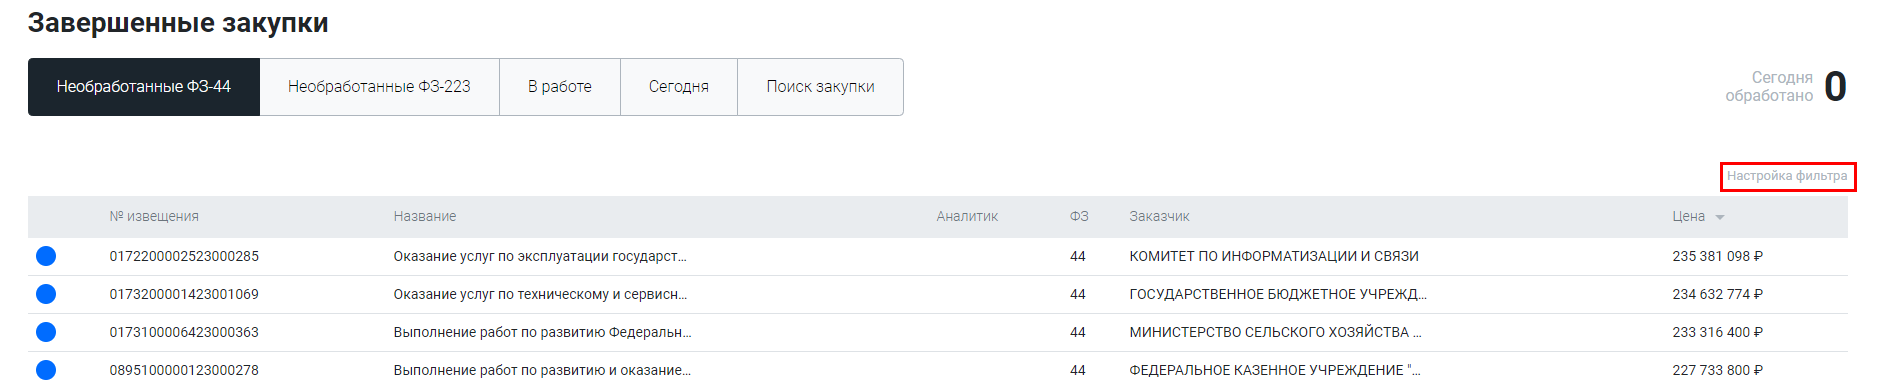 Завершенные закупки
Необработанные ФЗ-44 Необработанные ФЗ-223 В работе Сегодня Поиск закупки
Сегодня обработано 0
Настройка фильтра
№ извещения Название Аналитик ФЗ Заказчик Цена
0172200002523000285 Оказание услуг по эксплуатации государст... 44 КОМИТЕТ ПО ИНФОРМАТИЗАЦИИ И СВЯЗИ 235 381 098 ₽
0173200001423001069 Оказание услуг по техническому и сервисн... 44 ГОСУДАРСТВЕННОЕ БЮДЖЕТНОЕ УЧРЕЖД... 234 632 774 ₽
0173100006423000363 Выполнение работ по развитию Федеральн... 44 МИНИСТЕРСТВО СЕЛЬСКОГО ХОЗЯЙСТВА ... 233 316 400 ₽
0895100000123000278 Выполнение работ по развитию и оказание... 44 ФЕДЕРАЛЬНОЕ КАЗЕННОЕ УЧРЕЖДЕНИЕ "... 227 733 800 ₽